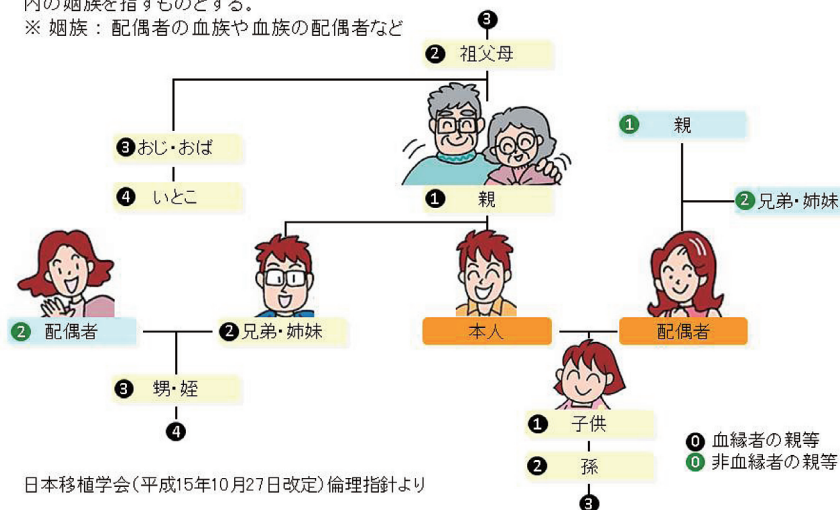 内の姻族を指すものとする。
※ 姻族 : 配偶者の血族や血族の配偶者など
❸
❷ 祖父母
❸おじ・おば
❹ いとこ
❶ 親
❶ 親
❷兄弟・姉妹
❷ 配偶者
❷兄弟・姉妹
本人
配偶者
❸ 甥・姪
❹
❶ 子供
❷ 孫
❸
⓿ 血縁者の親等
⓿ 非血縁者の親等
日本移植学会(平成15年10月27日改定)倫理指針より